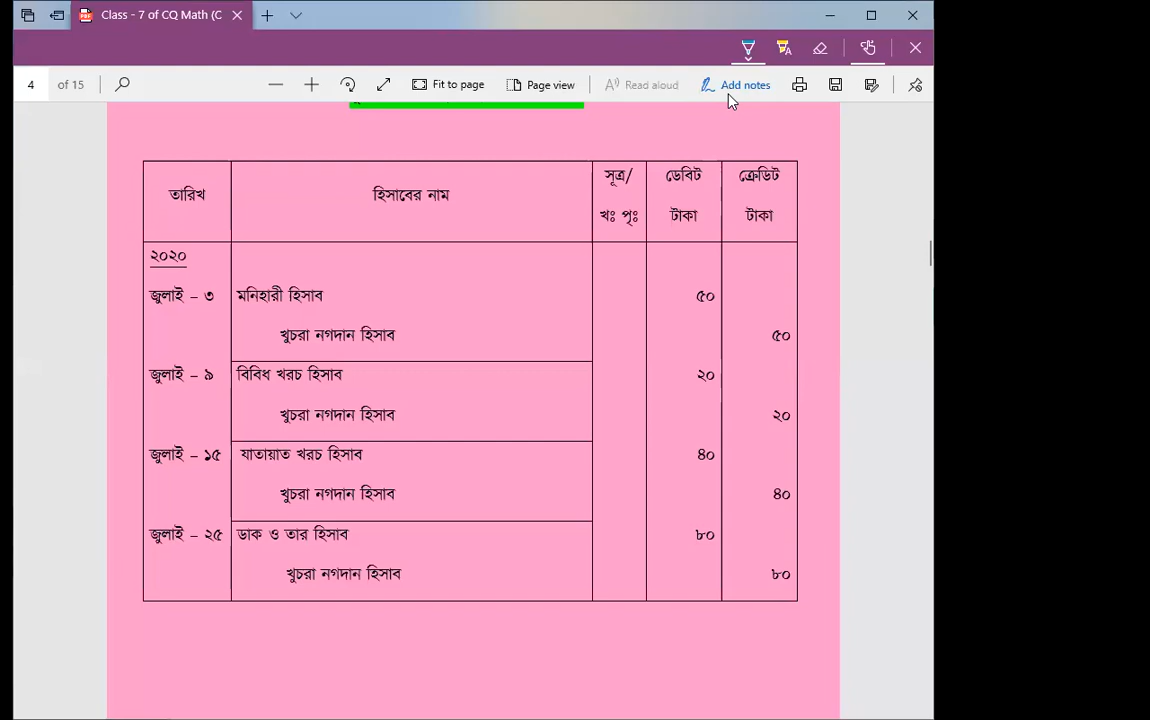 Class - 7 of CQ Math (C
4 of 15 Fit to page Page view Read aloud Add notes
তারিখ হিসাবের নাম সূত্র/ খঃ পৃঃ ডেবিট টাকা ক্রেডিট টাকা
২০২০
জুলাই – ৩ মনিহারী হিসাব ৫০
খুচরা নগদান হিসাব ৫০
জুলাই – ৯ বিবিধ খরচ হিসাব ২০
খুচরা নগদান হিসাব ২০
জুলাই – ১৫ যাতায়াত খরচ হিসাব ৪০
খুচরা নগদান হিসাব ৪০
জুলাই – ২৫ ডাক ও তার হিসাব ৮০
খুচরা নগদান হিসাব ৮০